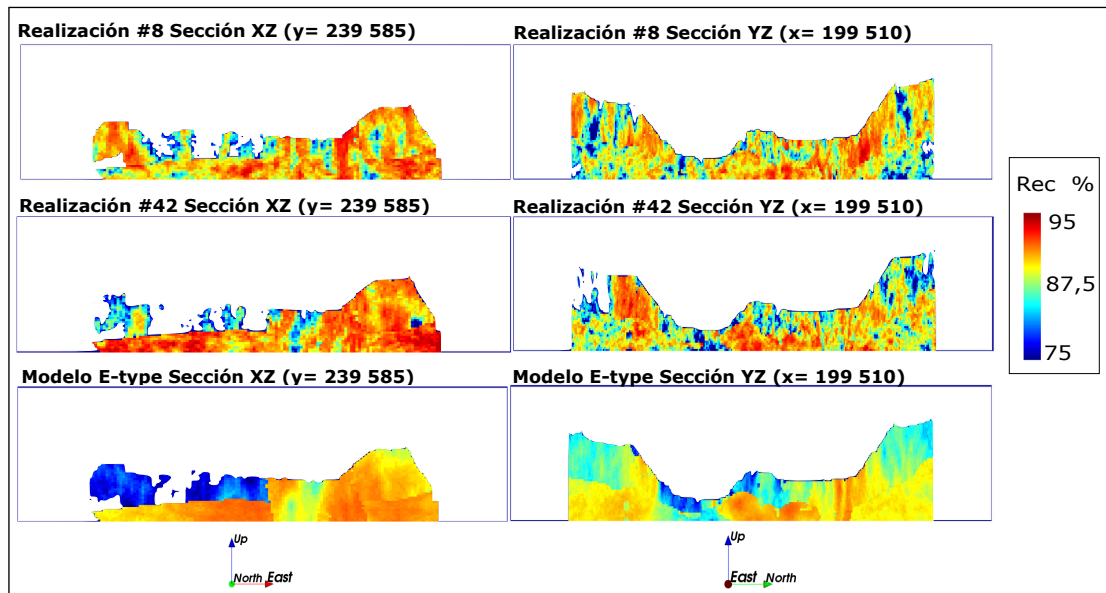 Realización #8 Sección XZ (y= 239 585)
Realización #8 Sección YZ (x= 199 510)
Realización #42 Sección XZ (y= 239 585)
Realización #42 Sección YZ (x= 199 510)
Modelo E-type Sección XZ (y= 239 585)
Modelo E-type Sección YZ (x= 199 510)
Rec %
95
87,5
75
Up
North East
Up
East North